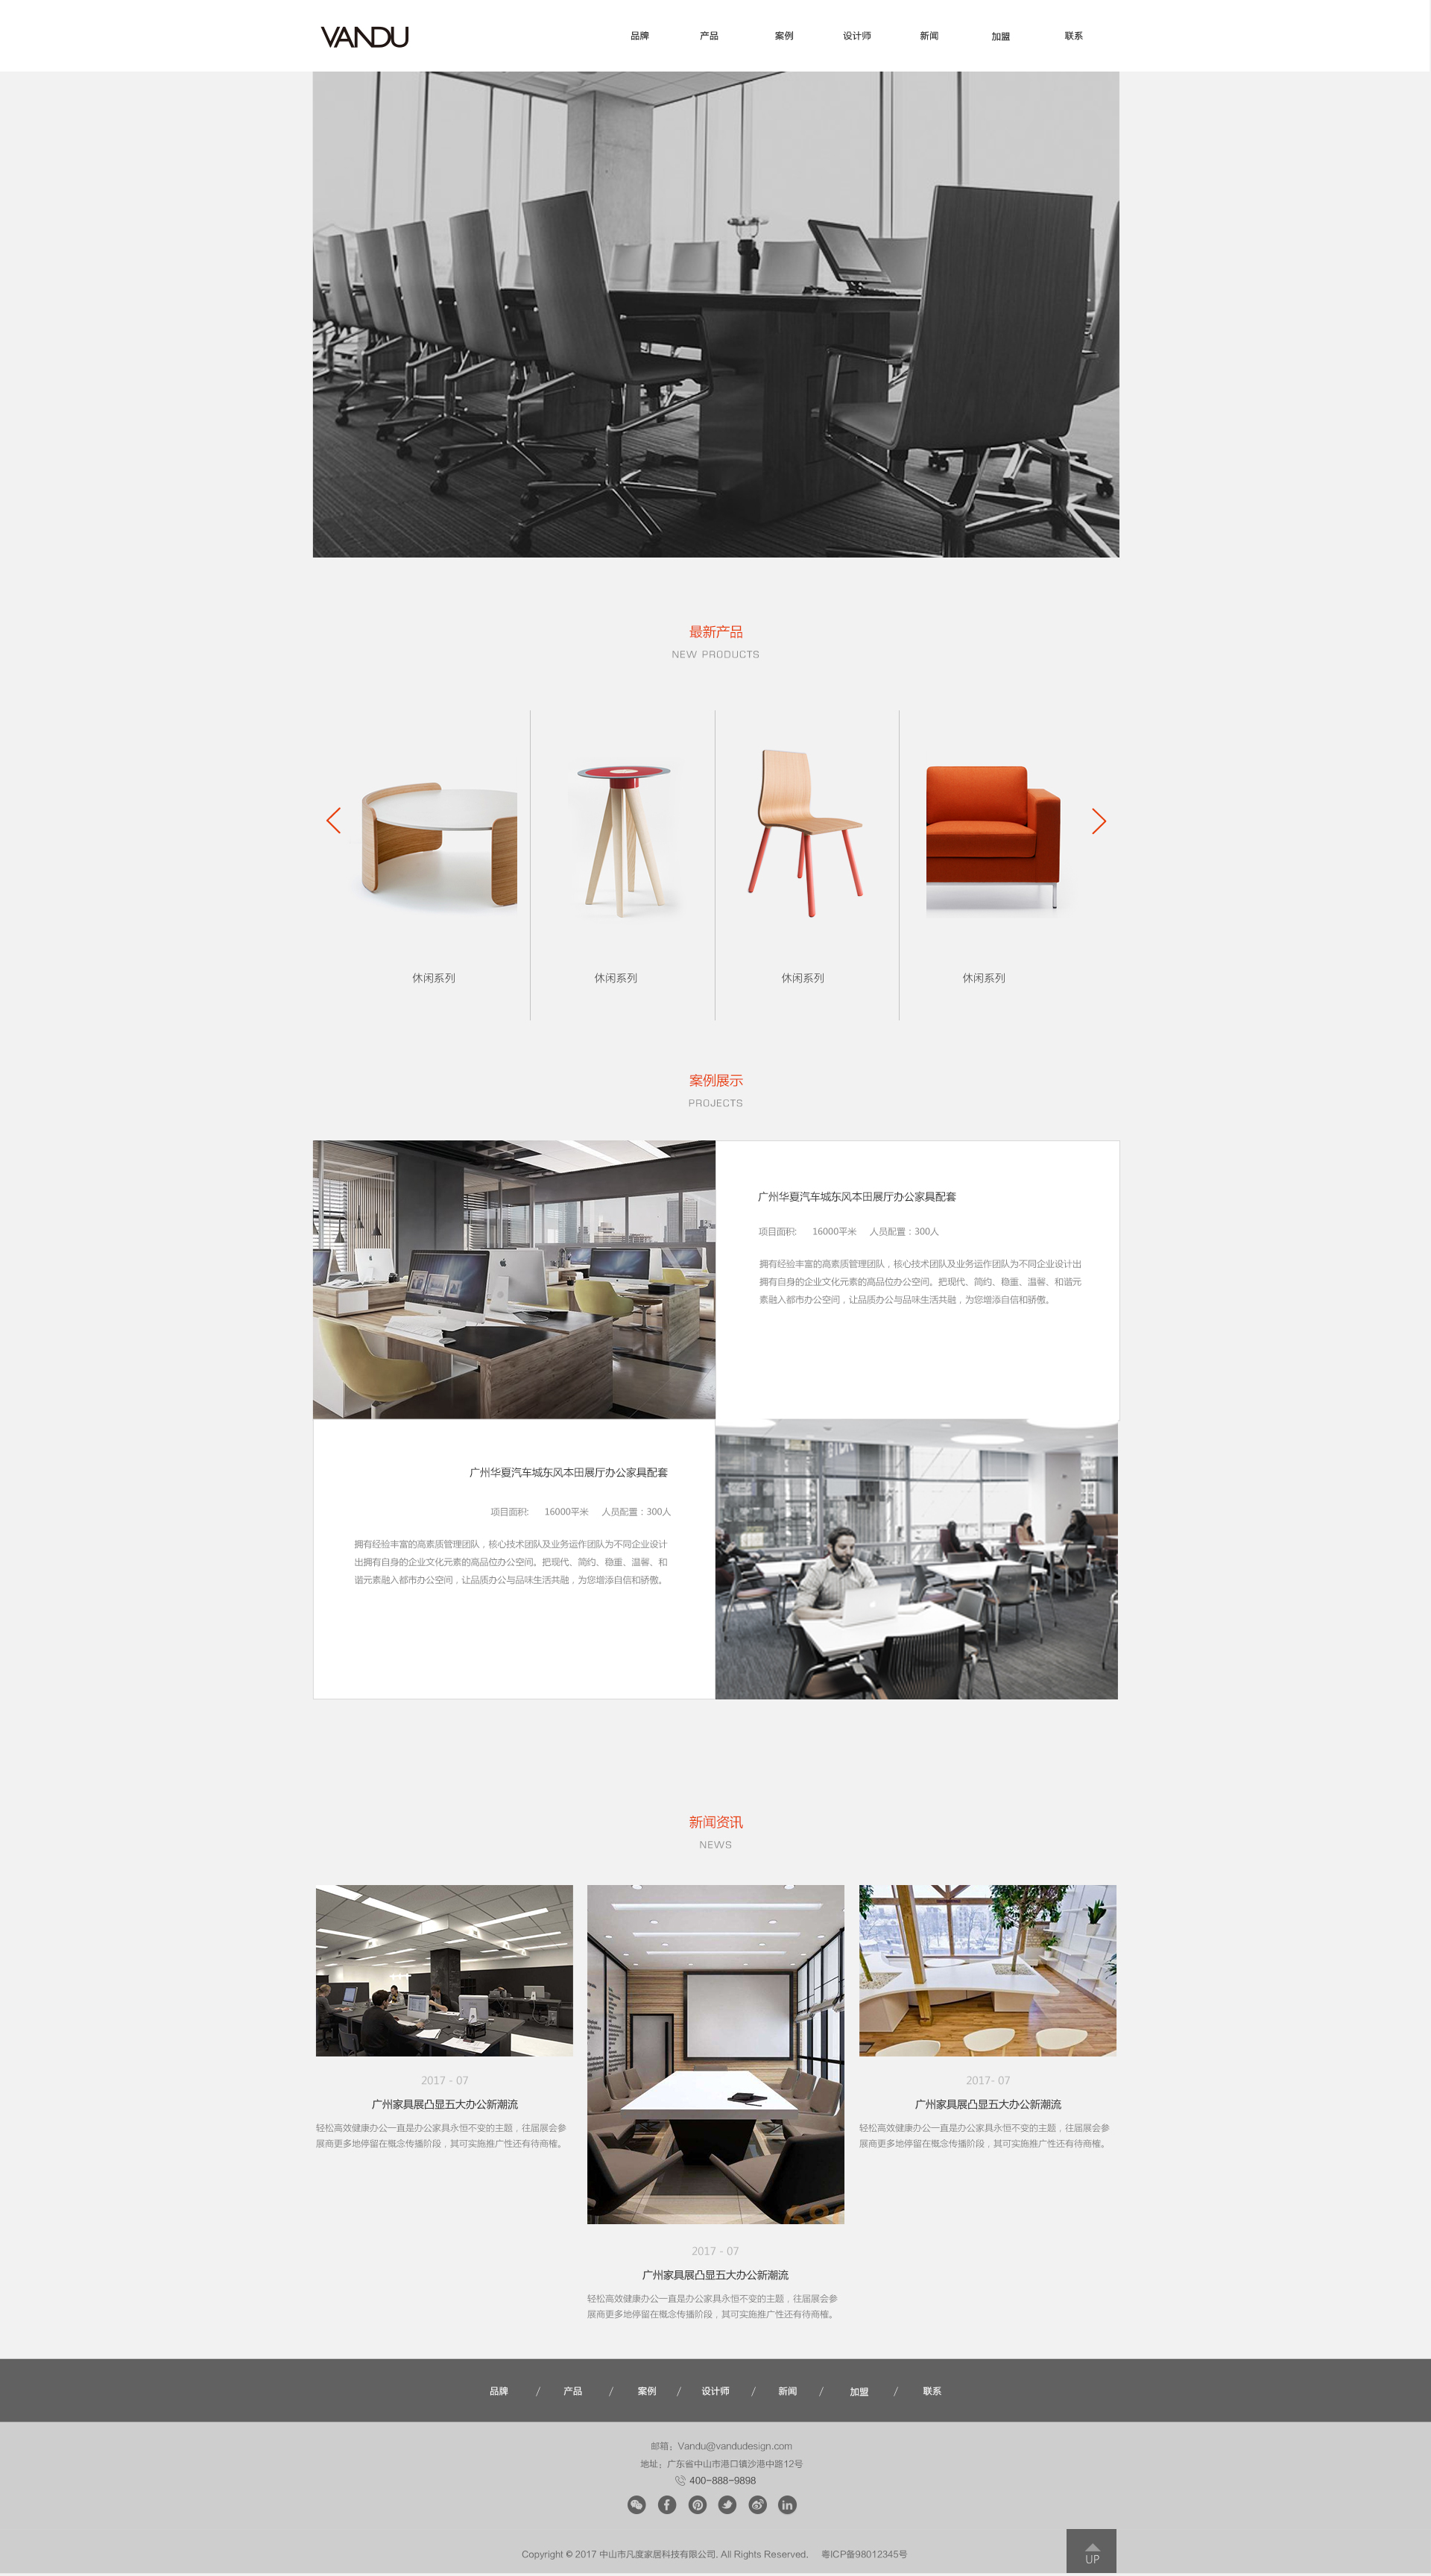 VANDU
品牌 产品 案例 设计师 新闻 加盟 联系
最新产品
NEW PRODUCTS
休闲系列 休闲系列 休闲系列 休闲系列
案例展示
PROJECTS
广州华夏汽车城东风本田展厅办公家具配套
项目面积: 16000平米 人员配置：300人
拥有经验丰富的高素质管理团队，核心技术团队及业务运作团队为不同企业设计出
拥有自身的企业文化元素的高品位办公空间。把现代、简约、稳重、温馨、和谐元
素融入都市办公空间，让品质办公与品味生活共融，为您增添自信和骄傲。
广州华夏汽车城东风本田展厅办公家具配套
项目面积: 16000平米 人员配置：300人
拥有经验丰富的高素质管理团队，核心技术团队及业务运作团队为不同企业设计
出拥有自身的企业文化元素的高品位办公空间。把现代、简约、稳重、温馨、和
谐元素融入都市办公空间，让品质办公与品味生活共融，为您增添自信和骄傲。
新闻资讯
NEWS
2017 - 07
广州家具展凸显五大办公新潮流
轻松高效健康办公一直是办公家具永恒不变的主题，往届展会参
展商更多地停留在概念传播阶段，其可实施推广性还有待商榷。
2017 - 07
广州家具展凸显五大办公新潮流
轻松高效健康办公一直是办公家具永恒不变的主题，往届展会参
展商更多地停留在概念传播阶段，其可实施推广性还有待商榷。
2017- 07
广州家具展凸显五大办公新潮流
轻松高效健康办公一直是办公家具永恒不变的主题，往届展会参
展商更多地停留在概念传播阶段，其可实施推广性还有待商榷。
品牌 / 产品 / 案例 / 设计师 / 新闻 / 加盟 / 联系
邮箱：Vandu@vandudesign.com
地址：广东省中山市港口镇沙港中路12号
400-888-9898
Copyright © 2017 中山市凡度家居科技有限公司. All Rights Reserved. 粤ICP备98012345号
UP